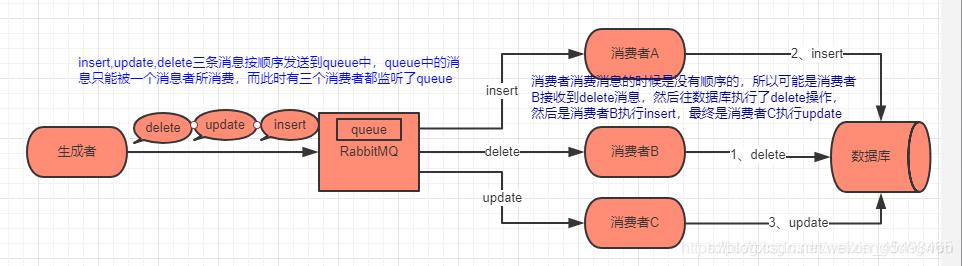 insert,update,delete三条消息按顺序发送到queue中，queue中的消
息只能被一个消息者所消费，而此时有三个消费者都监听了queue
消费者A
2、insert
insert
消费者消费消息的时候是没有顺序的，所以可能是消费者
B接收到delete消息，然后往数据库执行了delete操作，
然后是消费者B执行insert，最终是消费者C执行update
delete
update
insert
queue
RabbitMQ
生成者
delete
消费者B
1、delete
数据库
update
消费者C
3、update